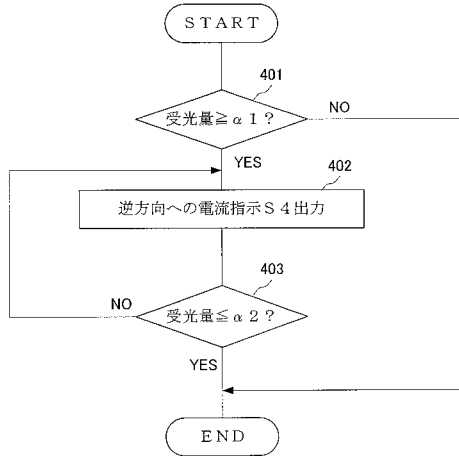 ＳＴＡＲＴ
401
受光量≧α１？
NO
YES
402
逆方向への電流指示Ｓ４出力
403
NO
受光量≦α２？
YES
ＥＮＤ